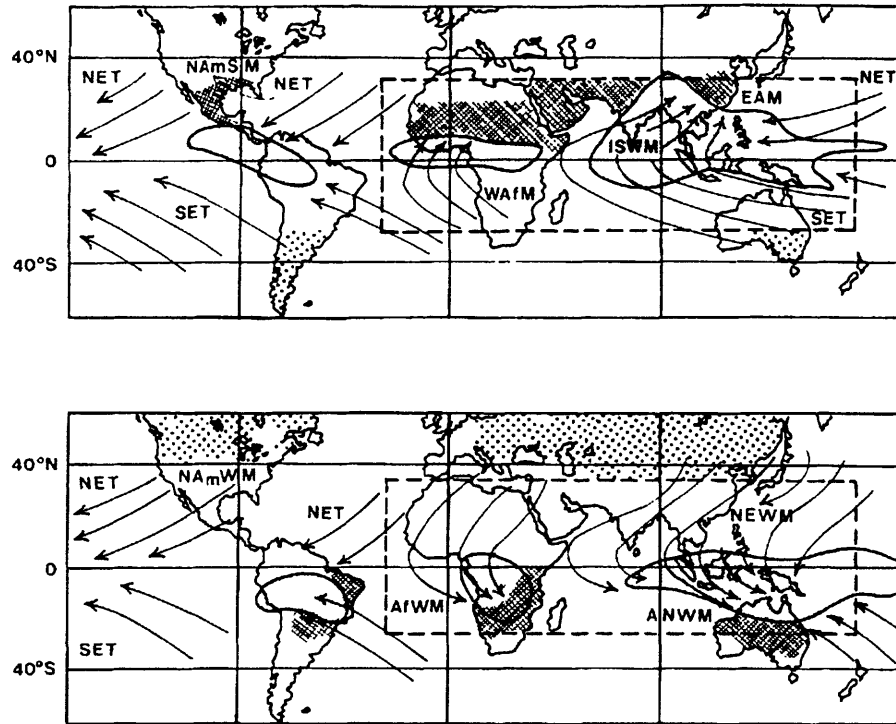 40°N
NET
NAmSM
NET
EAM
NET
ISWM
0
WAfM
SET
SET
40°S
40°N
NET
NAmWM
NET
NEWM
0
AfWM
ANWM
SET
40°S